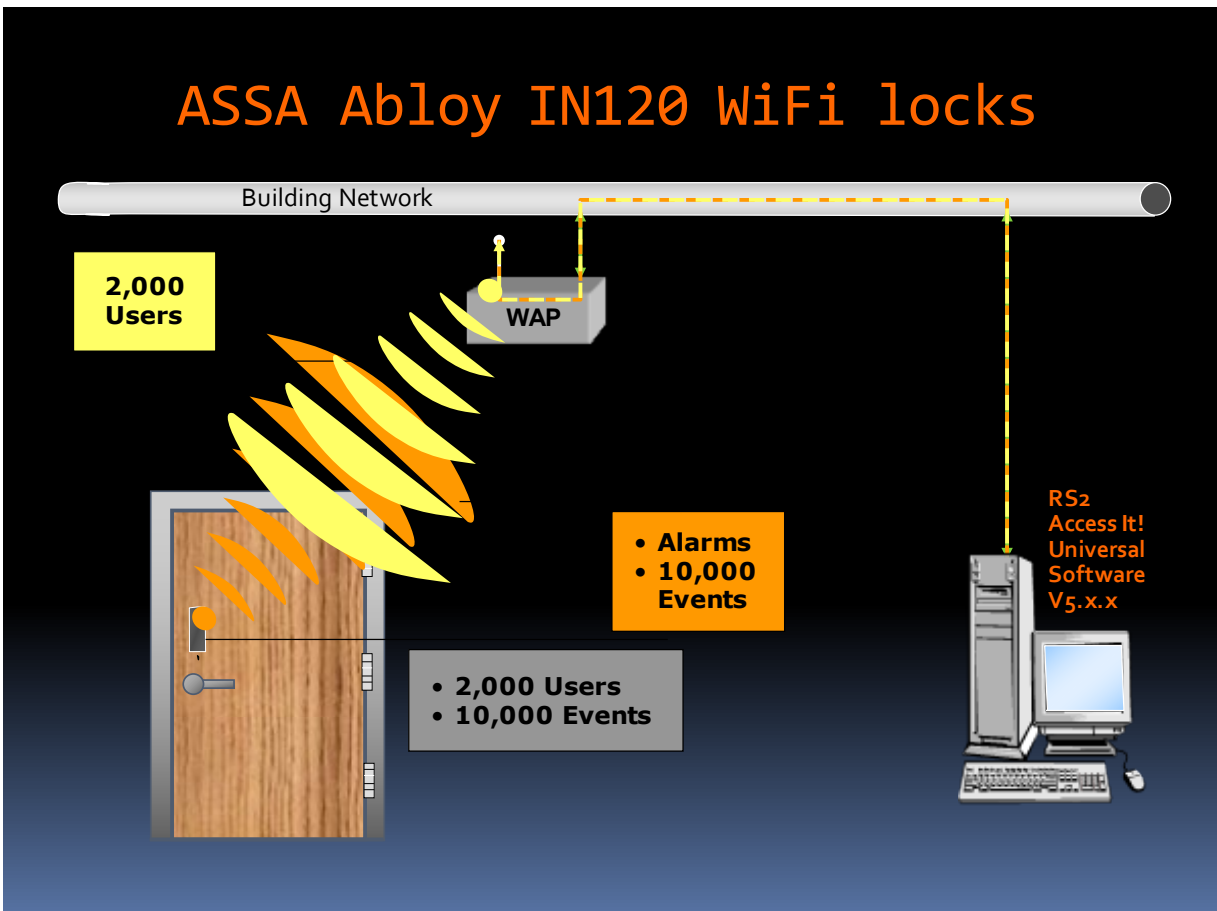 ASSA Abloy IN120 WiFi locks
Building Network
2,000
Users
WAP
• Alarms
• 10,000
Events
RS2
Access It!
Universal
Software
V5.x.x
• 2,000 Users
• 10,000 Events